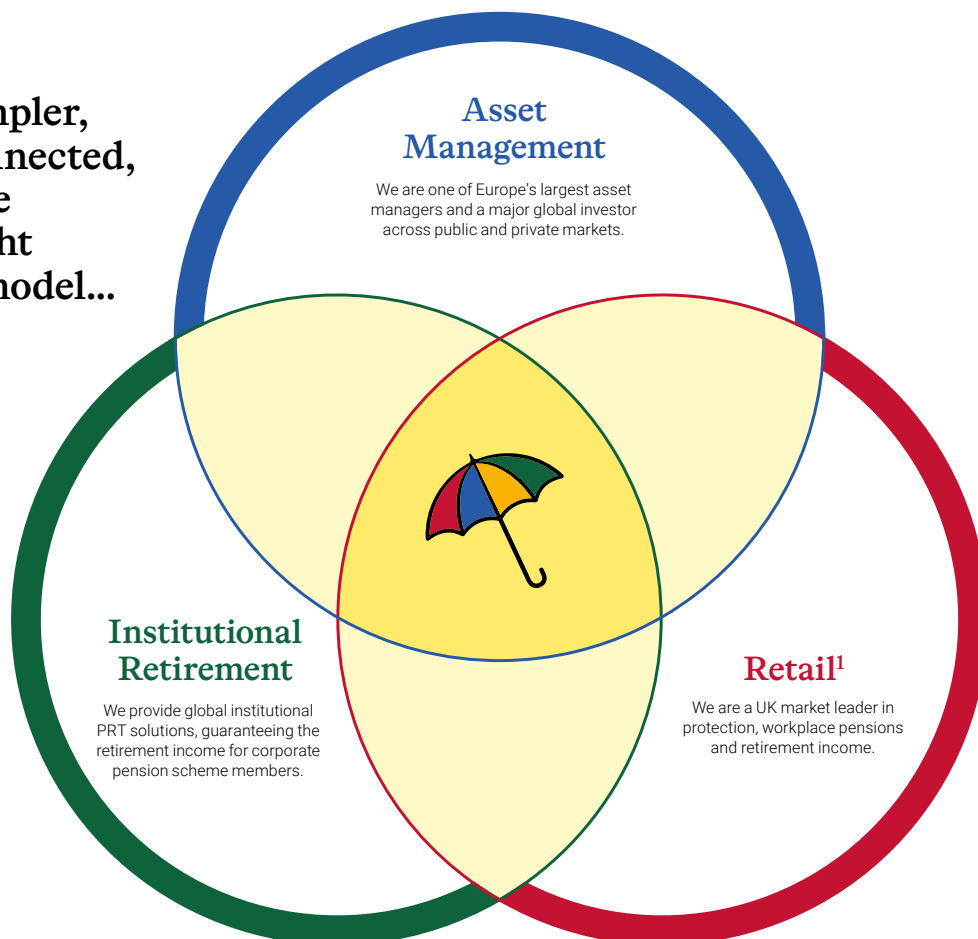 nected,
ht
model...
Asset
Management
We are one of Europe's largest asset
managers and a major global investor
across public and private markets.
Institutional
Retirement
We provide global institutional
PRT solutions, guaranteeing the
retirement income for corporate
pension scheme members.
Retail¹
We are a UK market leader in
protection, workplace pensions
and retirement income.